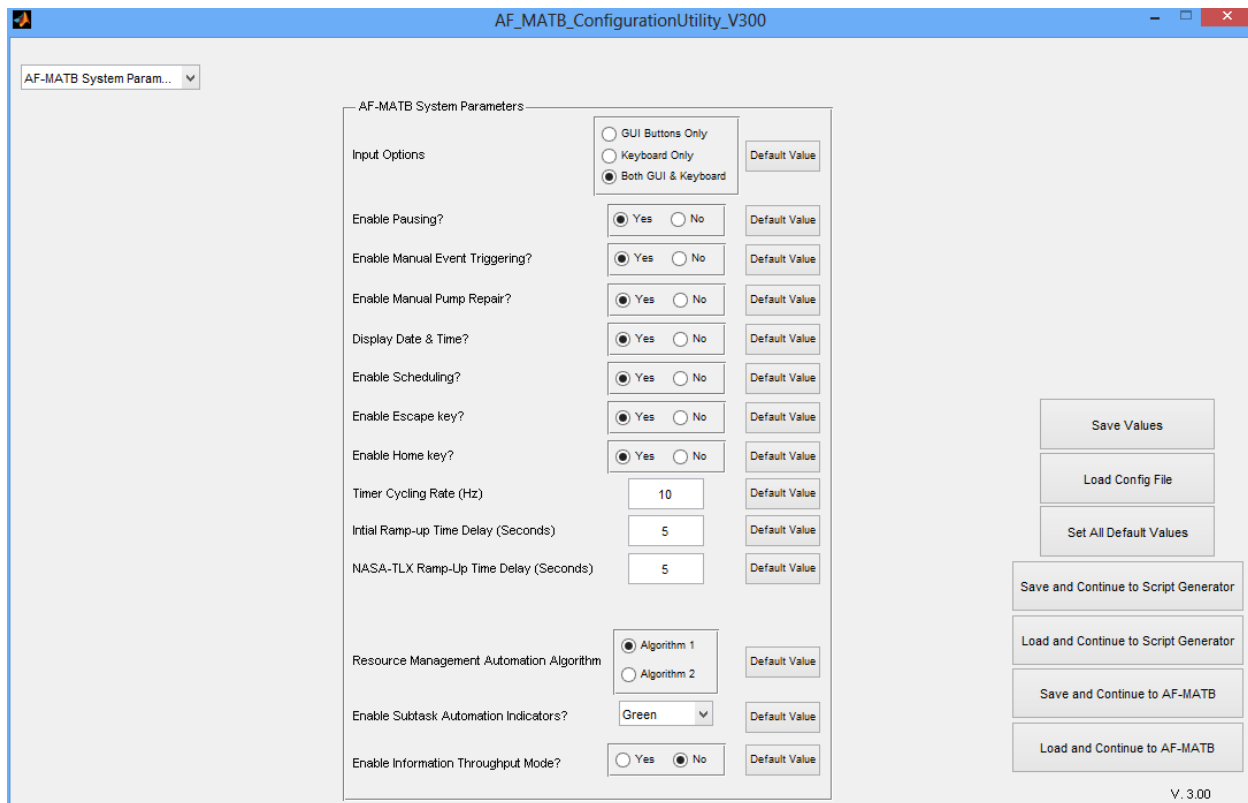 AF_MATB_ConfigurationUtility_V300
AF-MATB System Param...
AF-MATB System Parameters
Input Options
GUI Buttons Only
Keyboard Only
Both GUI & Keyboard
Default Value
Enable Pausing? Yes No Default Value
Enable Manual Event Triggering? Yes No Default Value
Enable Manual Pump Repair? Yes No Default Value
Display Date & Time? Yes No Default Value
Enable Scheduling? Yes No Default Value
Enable Escape key? Yes No Default Value
Enable Home key? Yes No Default Value
Timer Cycling Rate (Hz) 10 Default Value
Intial Ramp-up Time Delay (Seconds) 5 Default Value
NASA-TLX Ramp-Up Time Delay (Seconds) 5 Default Value
Resource Management Automation Algorithm
Algorithm 1
Algorithm 2
Default Value
Enable Subtask Automation Indicators? Green Default Value
Enable Information Throughput Mode? Yes No Default Value
Save Values
Load Config File
Set All Default Values
Save and Continue to Script Generator
Load and Continue to Script Generator
Save and Continue to AF-MATB
Load and Continue to AF-MATB
V. 3.00